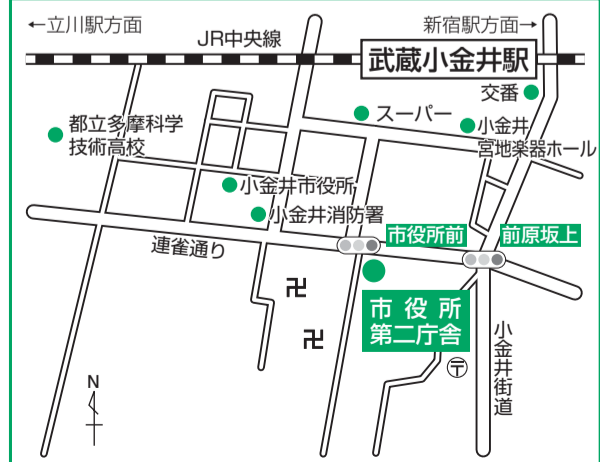 ←立川駅方面
新宿駅方面→
JR中央線
武蔵小金井駅
交番
スーパー
小金井
宮地楽器ホール
都立多摩科学
技術高校
小金井市役所
小金井消防署
市役所前
前原坂上
連雀通り
卍
卍
市役所
第二庁舎
〒
小金井街道
N